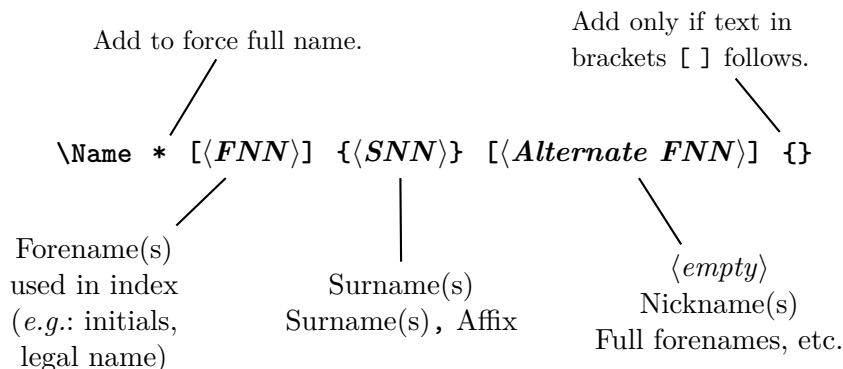 Add to force full name.
Add only if text in
brackets [ ] follows.
\Name * [⟨FNN⟩] {⟨SNN⟩} [⟨Alternate FNN⟩] {}
Forename(s)
used in index
(e.g.: initials,
legal name)
Surname(s)
Surname(s), Affix
⟨empty⟩
Nickname(s)
Full forenames, etc.